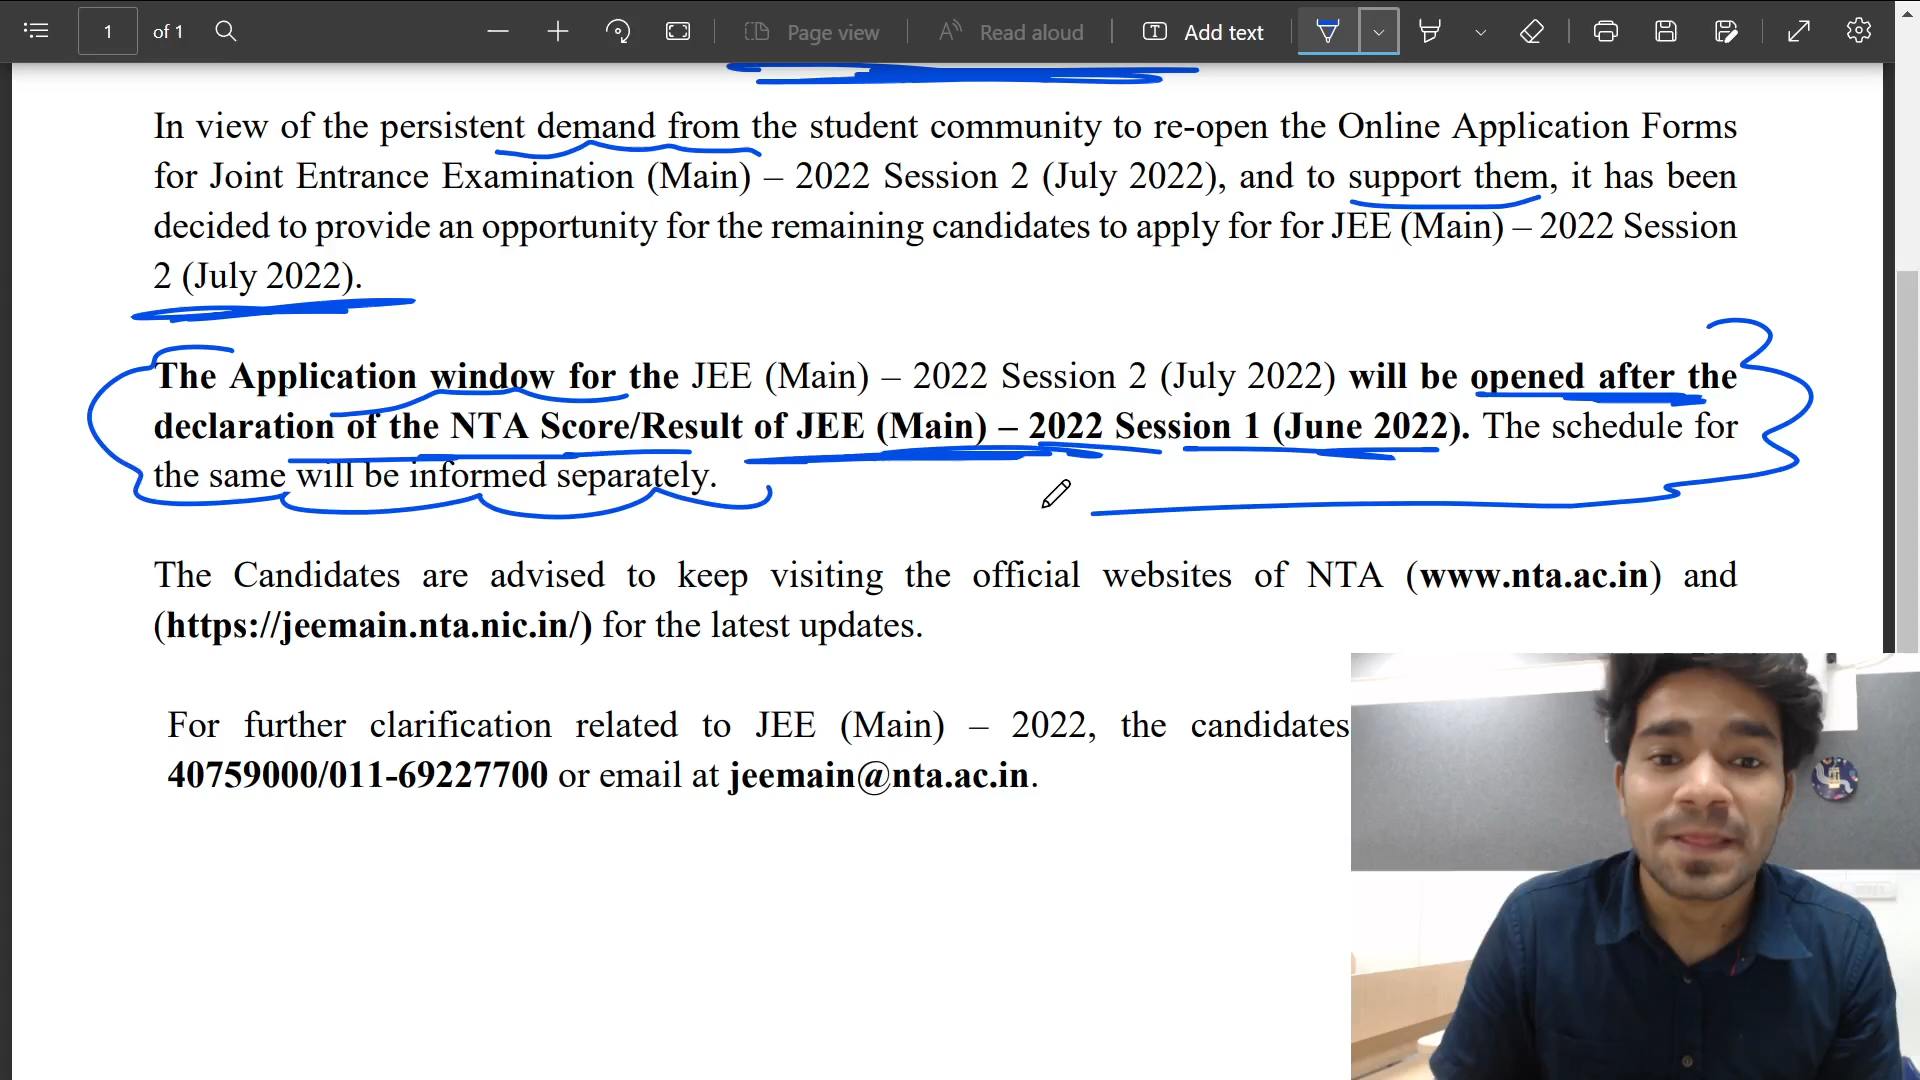 1 of 1 Page view Read aloud Add text
In view of the persistent demand from the student community to re-open the Online Application Forms
for Joint Entrance Examination (Main) – 2022 Session 2 (July 2022), and to support them, it has been
decided to provide an opportunity for the remaining candidates to apply for for JEE (Main) – 2022 Session
2 (July 2022).
The Application window for the JEE (Main) – 2022 Session 2 (July 2022) will be opened after the
declaration of the NTA Score/Result of JEE (Main) – 2022 Session 1 (June 2022). The schedule for
the same will be informed separately.
The Candidates are advised to keep visiting the official websites of NTA (www.nta.ac.in) and
(https://jeemain.nta.nic.in/) for the latest updates.
For further clarification related to JEE (Main) – 2022, the candidates
40759000/011-69227700 or email at jeemain@nta.ac.in.